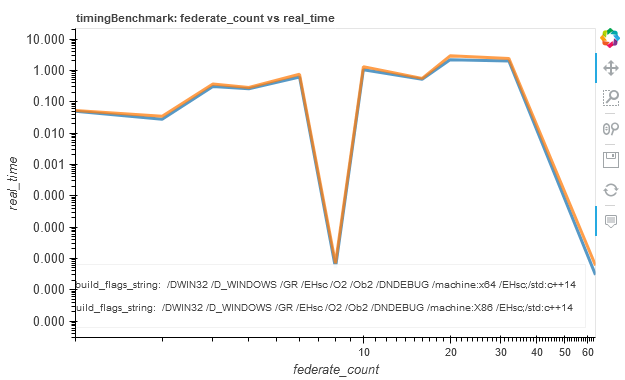 timingBenchmark: federate_count vs real_time
10.000
1.000
0.100
0.010
0.001
0.000
0.000
0.000
0.000
0.000
real_time
build_flags_string: /DWIN32 /D_WINDOWS /GR /EHsc /O2 /Ob2 /DNDEBUG /machine:x64 /EHsc;/std:c++14
build_flags_string: /DWIN32 /D_WINDOWS /GR /EHsc /O2 /Ob2 /DNDEBUG /machine:X86 /EHsc;/std:c++14
10 20 30 40 50 60
federate_count